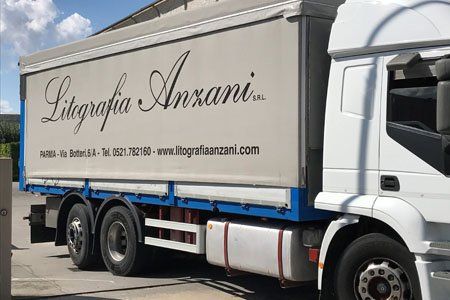 Litografia Anzani S.R.L.
PARMA - Via Botteri,6/A - Tel. 0521.782160 - www.litografiaanzani.com